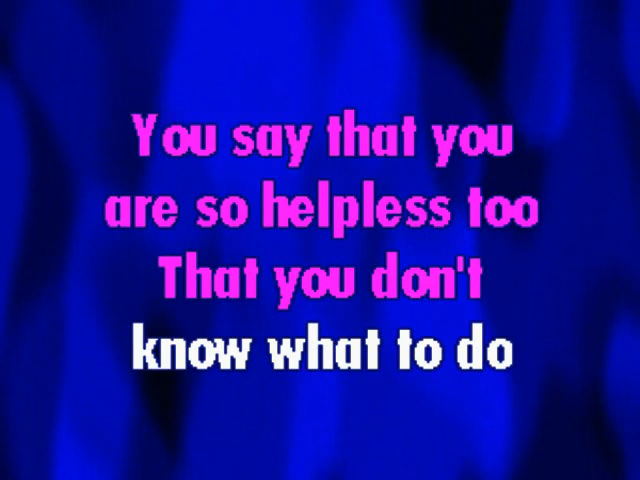 You say that you
are so helpless too
That you don't
know what to do